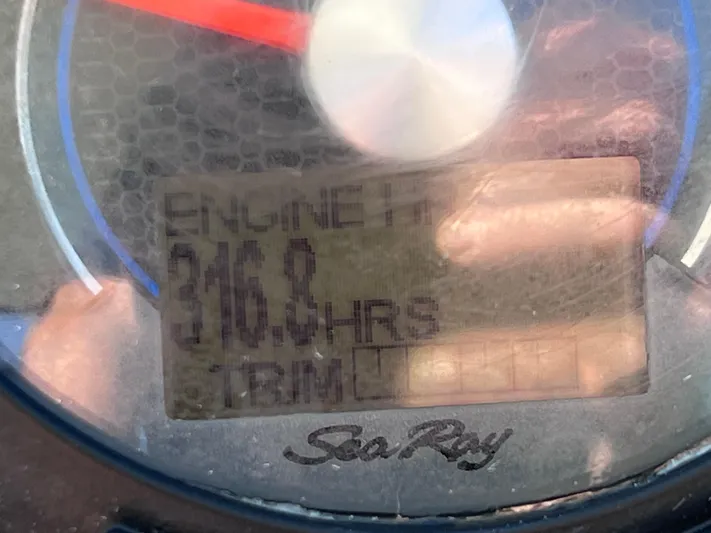 ENGINE
316.8 HRS
TRIM
Sea Ray